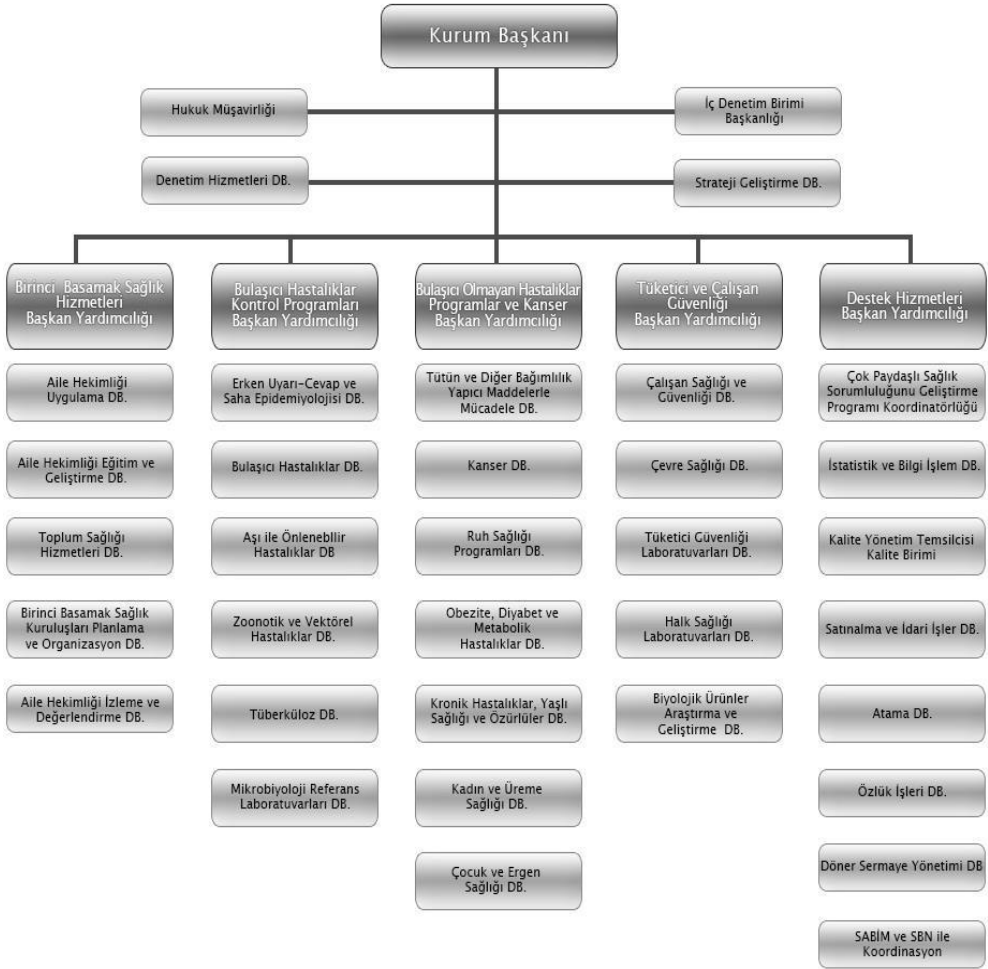 Kurum Başkanı
Hukuk Müşavirliği
İç Denetim Birimi
Başkanlığı
Denetim Hizmetleri DB.
Strateji Geliştirme DB.
Birinci Basamak Sağlık
Hizmetleri
Başkan Yardımcılığı
Aile Hekimliği
Uygulama DB.
Aile Hekimliği Eğitim ve
Geliştirme DB.
Toplum Sağlığı
Hizmetleri DB.
Birinci Basamak Sağlık
Kuruluşları Planlama
ve Organizasyon DB.
Aile Hekimliği İzleme ve
Değerlendirme DB.
Bulaşıcı Hastalıklar
Kontrol Programları
Başkan Yardımcılığı
Erken Uyarı-Cevap ve
Saha Epidemiyolojisi DB.
Bulaşıcı Hastalıklar DB.
Aşı ile Önlenebllir
Hastalıklar DB
Zoonotik ve Vektörel
Hastalıklar DB.
Tüberküloz DB.
Mikrobiyoloji Referans
Laboratuvarları DB.
Bulaşıcı Olmayan Hastalıklar
Programlar ve Kanser
Başkan Yardımcılığı
Tütün ve Diğer Bağımlılık
Yapıcı Maddelerle
Mücadele DB.
Kanser DB.
Ruh Sağlığı
Programları DB.
Obezite, Diyabet ve
Metabolik
Hastalıklar DB.
Kronik Hastalıklar, Yaşlı
Sağlığı ve Özürlüler DB.
Kadın ve Üreme
Sağlığı DB.
Çocuk ve Ergen
Sağlığı DB.
Tüketici ve Çalışan
Güvenliği
Başkan Yardımcılığı
Çalışan Sağlığı ve
Güvenliği DB.
Çevre Sağlığı DB.
Tüketici Güvenliği
Laboratuvarları DB.
Halk Sağlığı
Laboratuvarları DB.
Biyolojik Ürünler
Araştırma ve
Geliştirme DB.
Destek Hizmetleri
Başkan Yardımcılığı
Çok Paydaşlı Sağlık
Sorumluluğunu Geliştirme
Programı Koordinatörlüğü
İstatistik ve Bilgi İşlem DB.
Kalite Yönetim Temsilcisi
Kalite Birimi
Satınalma ve İdari İşler DB.
Atama DB.
Özlük İşleri DB.
Döner Sermaye Yönetimi DB
SABİM ve SBN ile
Koordinasyon